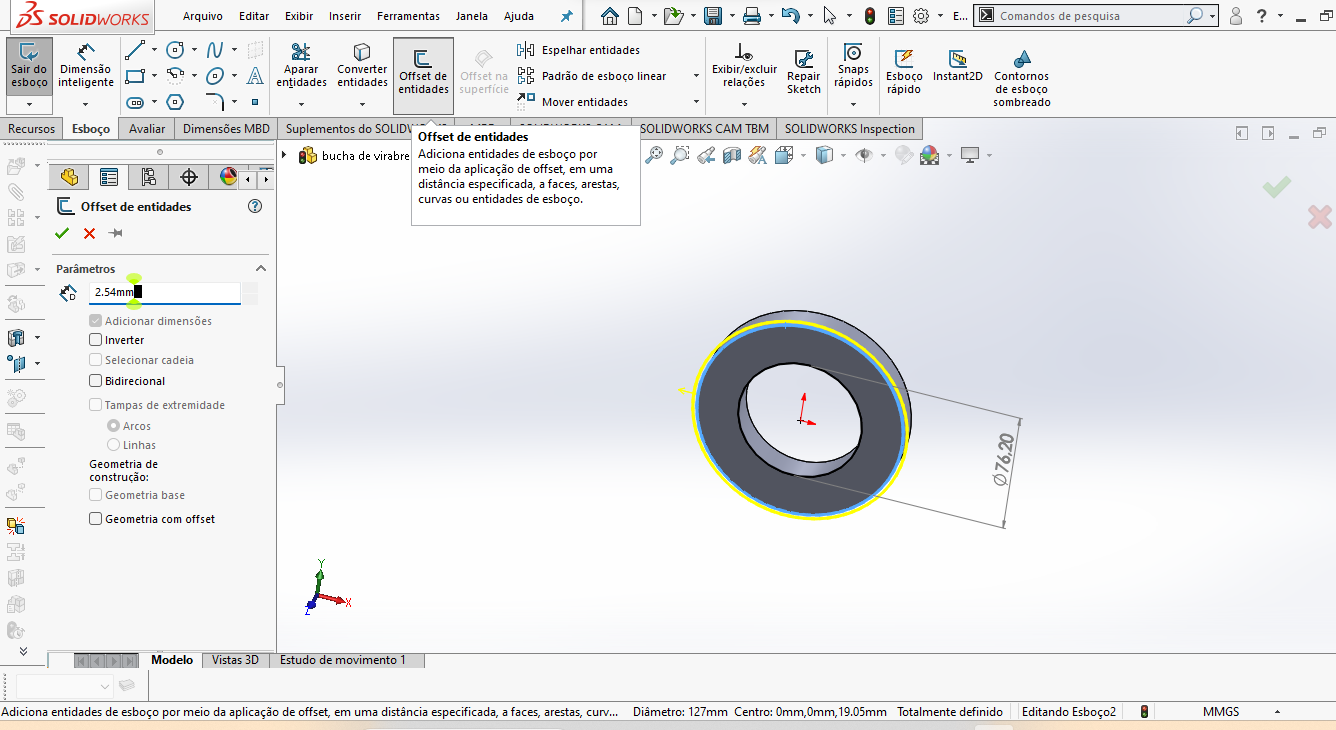 SOLIDWORKS
Arquivo Editar Exibir Inserir Ferramentas Janela Ajuda
E...
Comandos de pesquisa
?
Sair do esboço
Dimensão inteligente
Aparar entidades
Converter entidades
Offset de entidades
Offset na superfície
Espelhar entidades
Padrão de esboço linear
Mover entidades
Exibir/excluir relações
Repair Sketch
Snaps rápidos
Esboço rápido
Instant2D
Contornos de esboço sombreado
Recursos Esboço Avaliar Dimensões MBD SOLIDWORKS CAM TBM SOLIDWORKS Inspection
Suplementos do
Offset de entidades
Adiciona entidades de esboço por
meio da aplicação de offset, em uma
distância especificada, a faces, arestas,
curvas ou entidades de esboço.
bucha de virabre
Offset de entidades
?
Parâmetros
2.54mm
Adicionar dimensões
Inverter
Selecionar cadeia
Bidirecional
Tampas de extremidade
Arcos
Linhas
Geometria de
construção:
Geometria base
Geometria com offset
Ø76,20
Y
X
Z
Modelo Vistas 3D Estudo de movimento 1
Adiciona entidades de esboço por meio da aplicação de offset, em uma distância especificada, a faces, arestas, curv... Diâmetro: 127mm Centro: 0mm,0mm,19.05mm Totalmente definido Editando Esboço2 MMGS